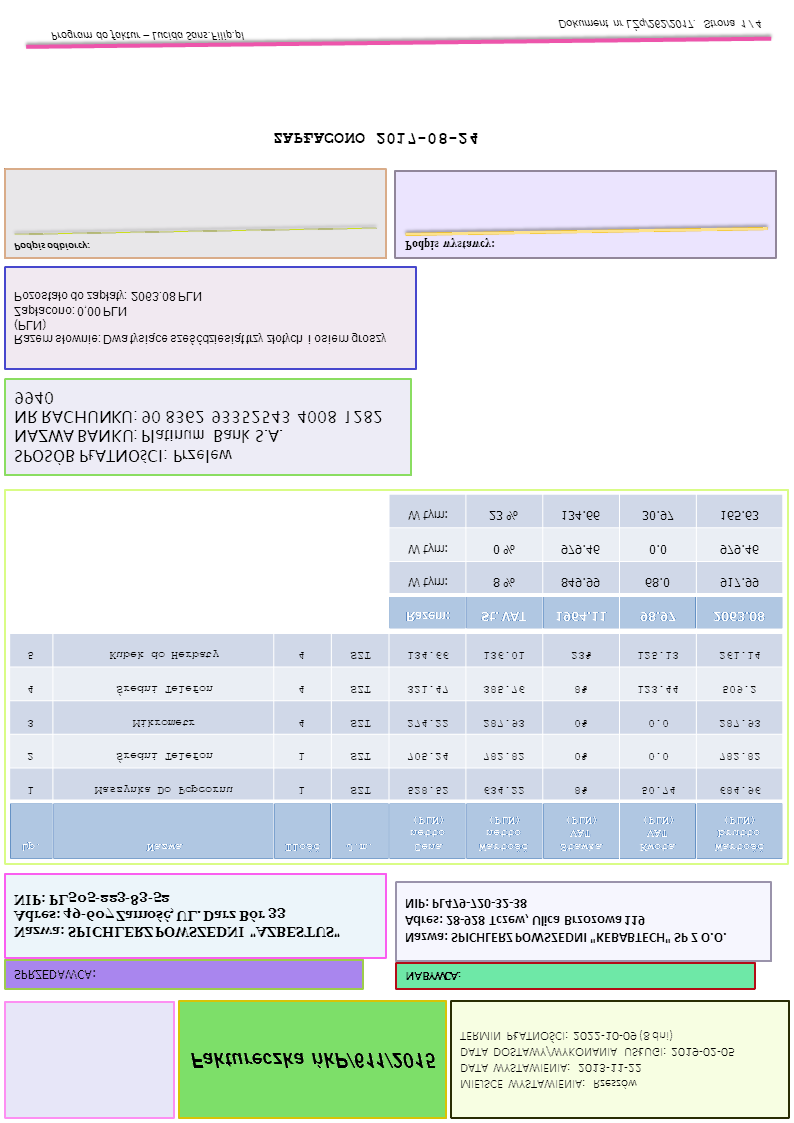 Faktureczka ńkP/611/2015
MIEJSCE WYSTAWIENIA: Rzeszów
DATA WYSTAWIENIA: 2013-11-22
DATA DOSTAWY/WYKONANIA USŁUGI: 2019-02-05
TERMIN PŁATNOŚCI: 2022-10-09 (8 dni)
SPRZEDAWCA:
Nazwa: SPICHLERZ POWSZEDNI "AZBESTUS"
Adres: 49-607 Zamość, UL. Darz Bór 33
NIP: PL505-223-83-52
NABYWCA:
Nazwa: SPICHLERZ POWSZEDNI "KEBABTECH" SP Z O.O.
Adres: 28-928 Tczew, Ulica Brzozowa 119
NIP: PL479-720-32-38
Lp. Nazwa Ilość J.m. Cena netto (PLN) Wartość netto (PLN) Stawka VAT (PLN) Kwota VAT (PLN) Wartość brutto (PLN)
1 Maszynka Do Popcornu 1 SZT 528.52 634.22 8% 50.74 684.96
2 Średni Telefon 1 SZT 705.24 782.82 0% 0.0 782.82
3 Mikrometr 4 SZT 274.22 287.93 0% 0.0 287.93
4 Średni Telefon 4 SZT 321.47 385.76 8% 123.44 509.2
5 Kubek do Herbaty 4 SZT 134.66 136.01 23% 125.13 261.14
Razem: St. VAT 1964.11 98.97 2063.08
W tym: 8 % 849.99 68.0 917.99
W tym: 0 % 979.46 0.0 979.46
W tym: 23 % 134.66 30.97 165.63
SPOSÓB PŁATNOŚCI: Przelew
NAZWA BANKU: Platinum Bank S.A.
NR RACHUNKU: 90 8362 93352543 4008 1282
9940
Razem słownie: Dwa tysiące sześćdziesiąt trzy złotych i osiem groszy
(PLN)
Zapłacono: 0.00 PLN
Pozostało do zapłaty: 2063.08 PLN
Podpis odbiorcy:
Podpis wystawcy:
ZAPŁACONO 2017-08-24
Program do faktur – Lucida Sans.Filip.pl
Dokument nr LŻą/262/2017. Strona 1 / 4